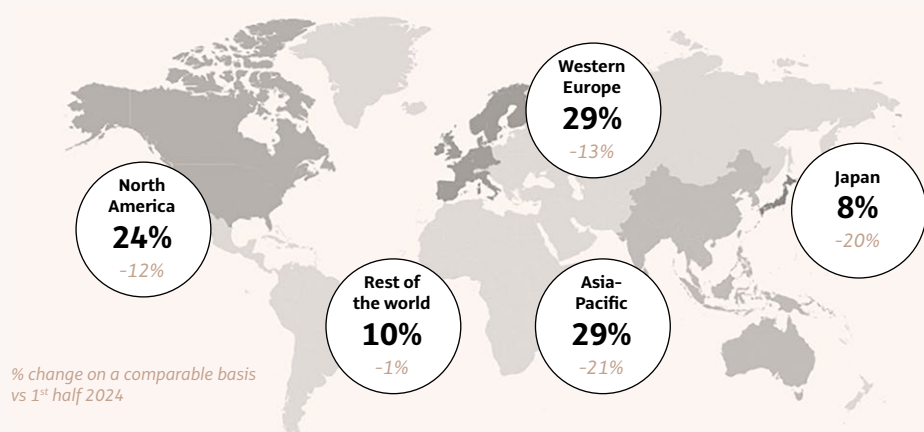 Western
Europe
29%
-13%
North
America
24%
-12%
Japan
8%
-20%
Rest of
the world
10%
-1%
Asia-
Pacific
29%
-21%
% change on a comparable basis
vs 1st half 2024